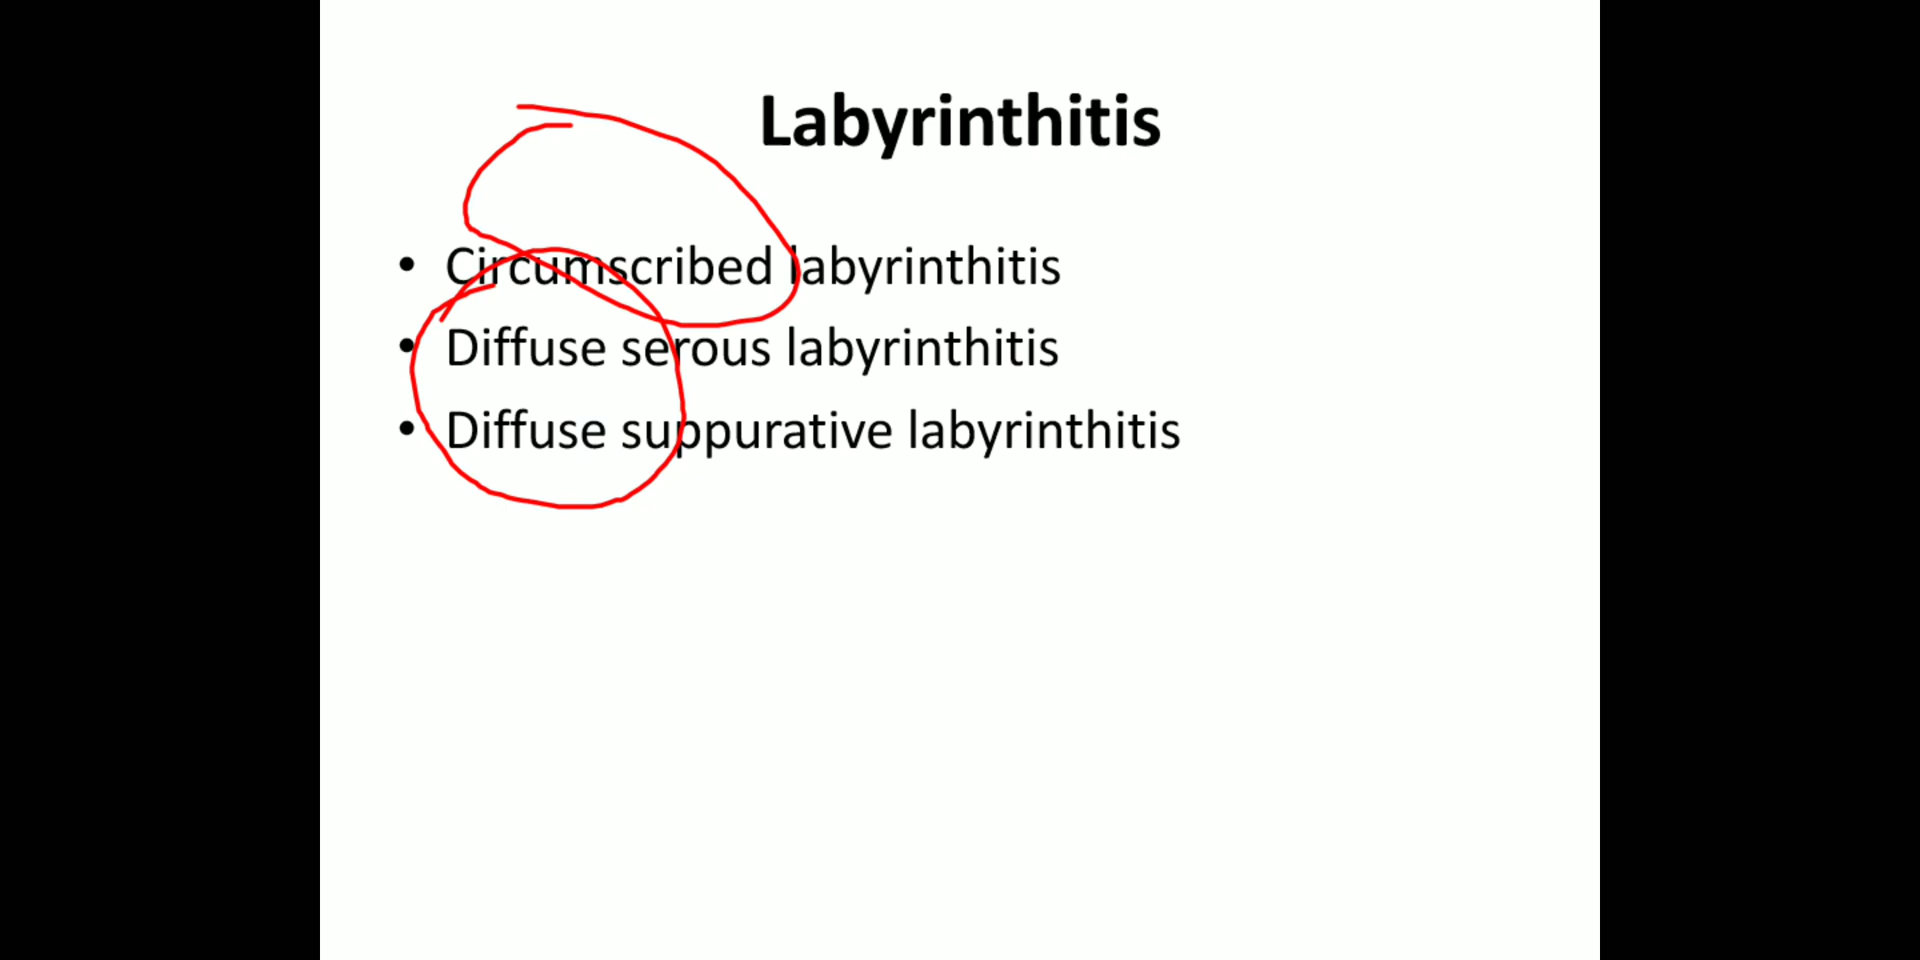 Labyrinthitis
• Circumscribed labyrinthitis
• Diffuse serous labyrinthitis
• Diffuse suppurative labyrinthitis